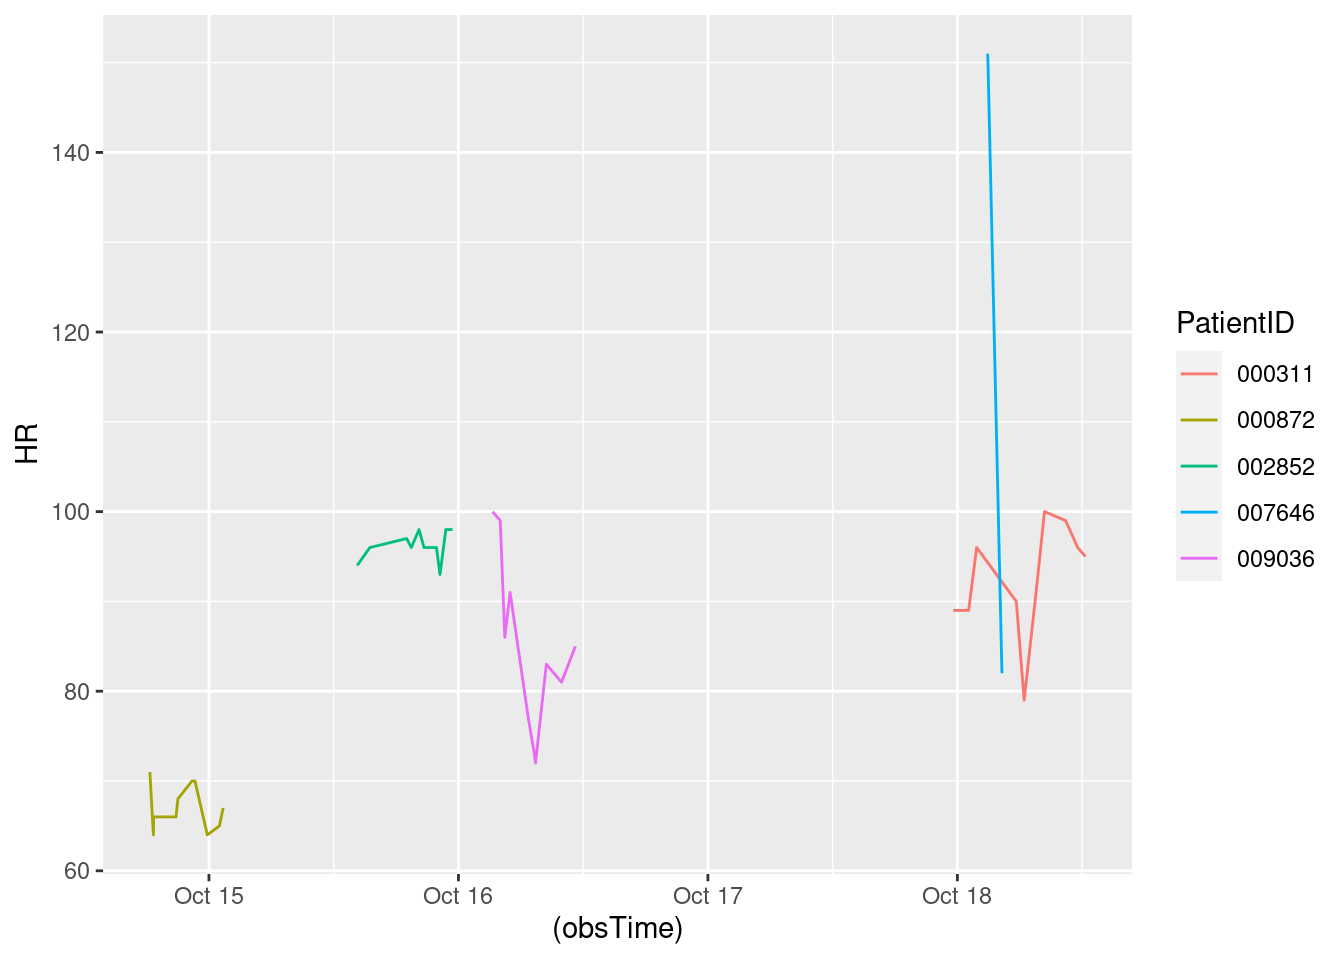 140
120
100
80
60
HR
Oct 15
Oct 16
Oct 17
Oct 18
(obsTime)
PatientID
000311
000872
002852
007646
009036